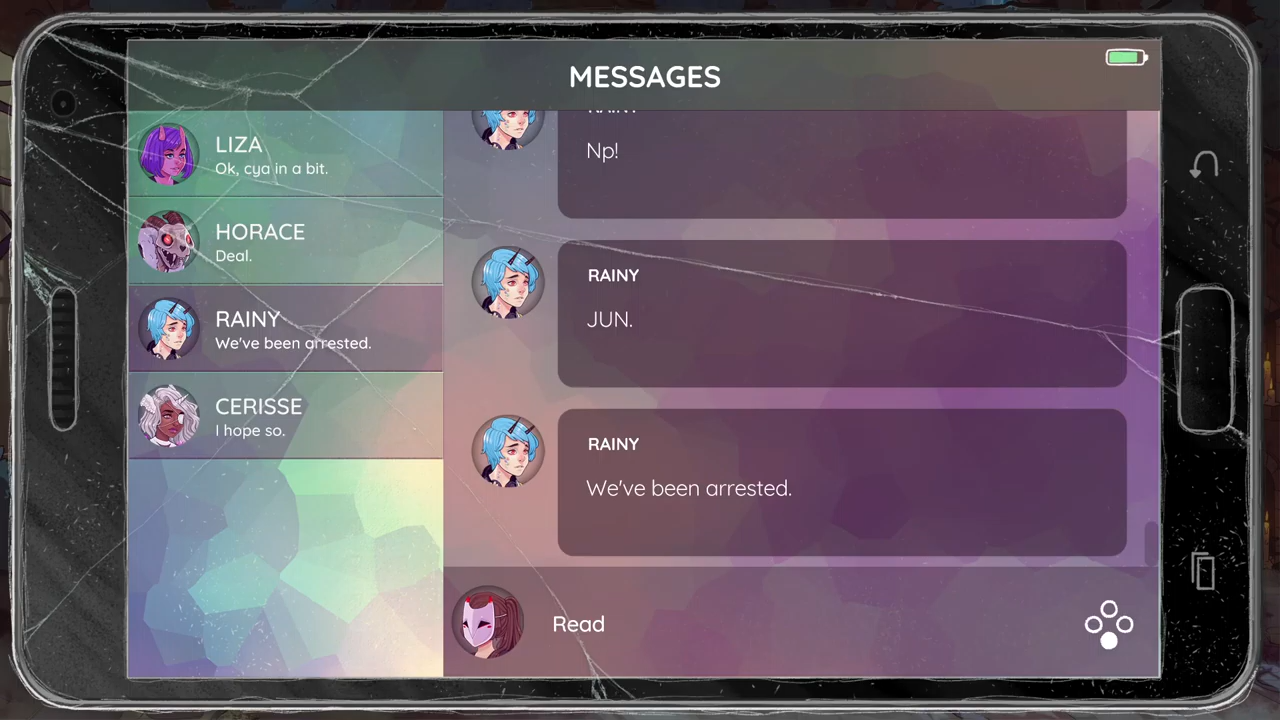 MESSAGES
LIZA
Ok, cya in a bit.
HORACE
Deal.
RAINY
We've been arrested.
CERISSE
I hope so.
RAINY
Np!
RAINY
JUN.
RAINY
We've been arrested.
Read